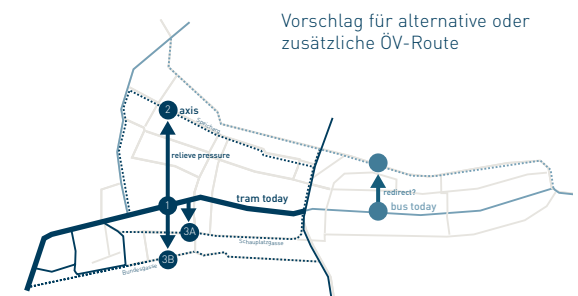 Vorschlag für alternative oder
zusätzliche ÖV-Route
2 axis
relieve pressure
1
tram today
redirect?
bus today
3A
Schauplatzgasse
3B
Bundesgasse